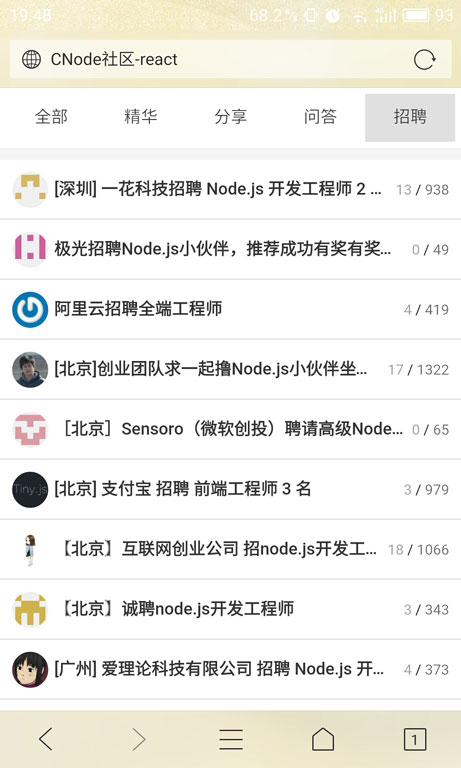 19:48 68.2% 93
CNode社区-react
全部 精华 分享 问答 招聘
[深圳] 一花科技招聘 Node.js 开发工程师 2 ... 13 / 938
极光招聘Node.js小伙伴，推荐成功有奖有奖... 0 / 49
阿里云招聘全端工程师 4 / 419
[北京]创业团队求一起撸Node.js小伙伴坐... 17 / 1322
［北京］Sensoro（微软创投）聘请高级Node... 0 / 65
Tiny.js [北京] 支付宝 招聘 前端工程师 3 名 3 / 979
【北京】互联网创业公司 招node.js开发工... 18 / 1066
【北京】诚聘node.js开发工程师 3 / 343
[广州] 爱理论科技有限公司 招聘 Node.js 开... 4 / 373
1